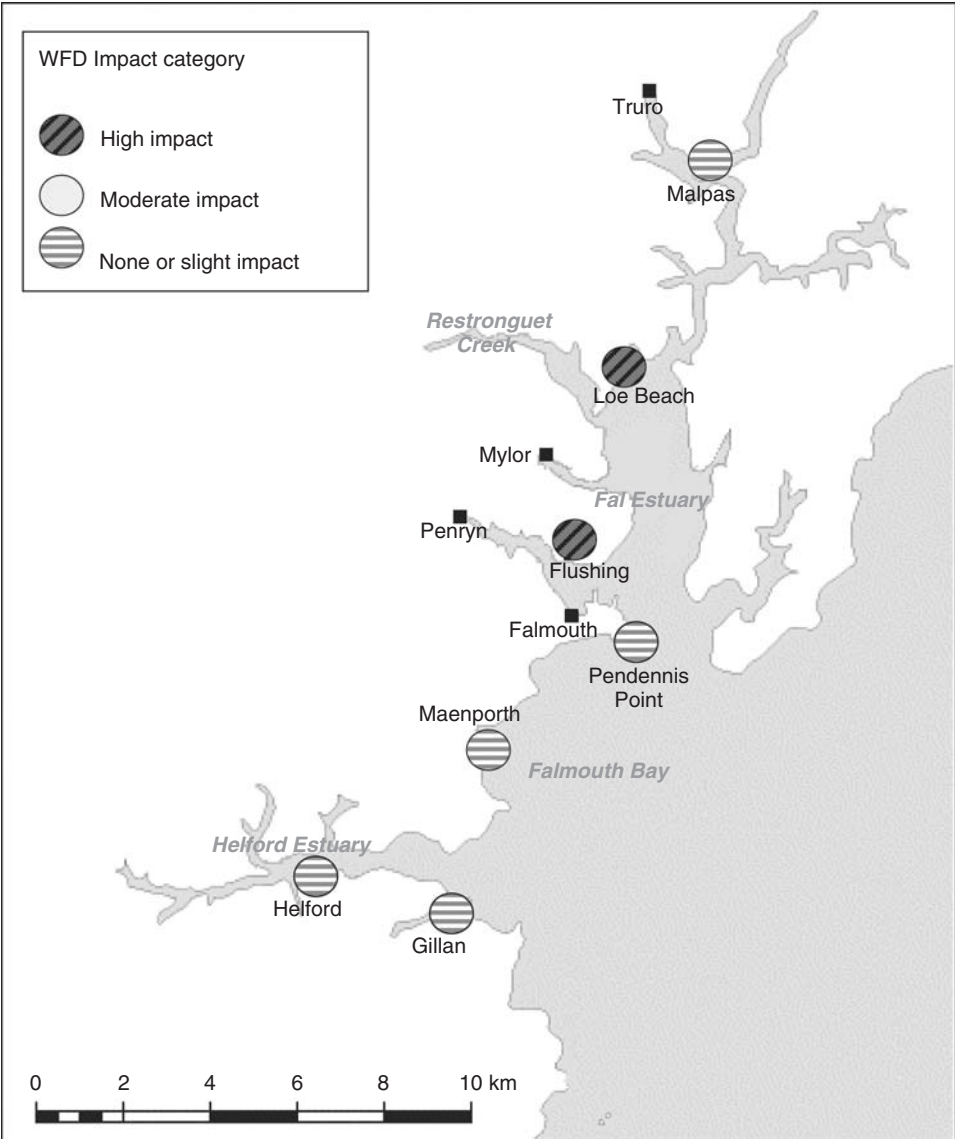 WFD Impact category
High impact
Moderate impact
None or slight impact
Truro
Malpas
Restronguet
Creek
Loe Beach
Mylor
Fal Estuary
Penryn
Flushing
Falmouth
Pendennis
Point
Maenporth
Falmouth Bay
Helford Estuary
Helford
Gillan
0 2 4 6 8 10 km